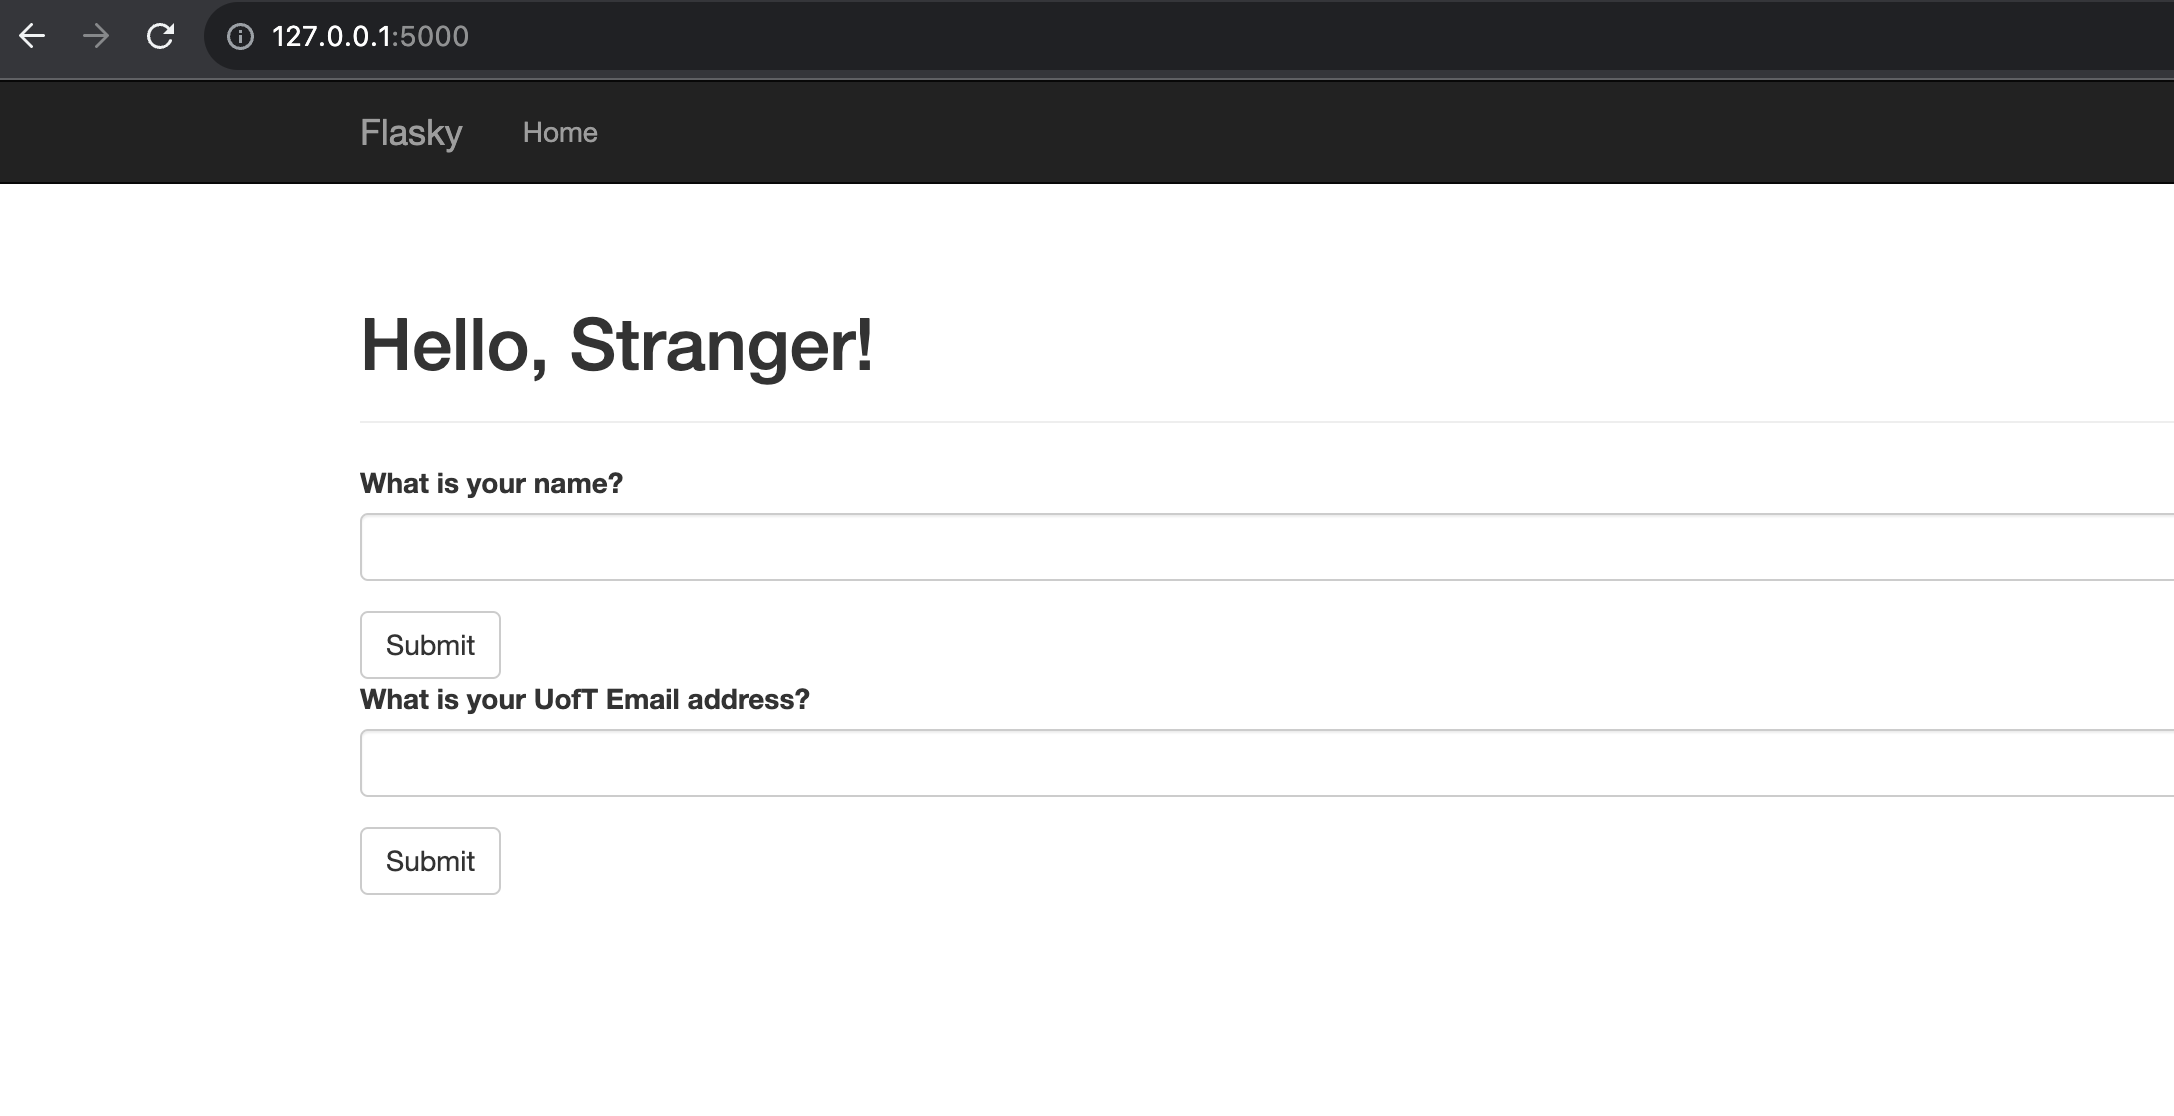 127.0.0.1:5000
Flasky Home
Hello, Stranger!
What is your name?
Submit
What is your UofT Email address?
Submit